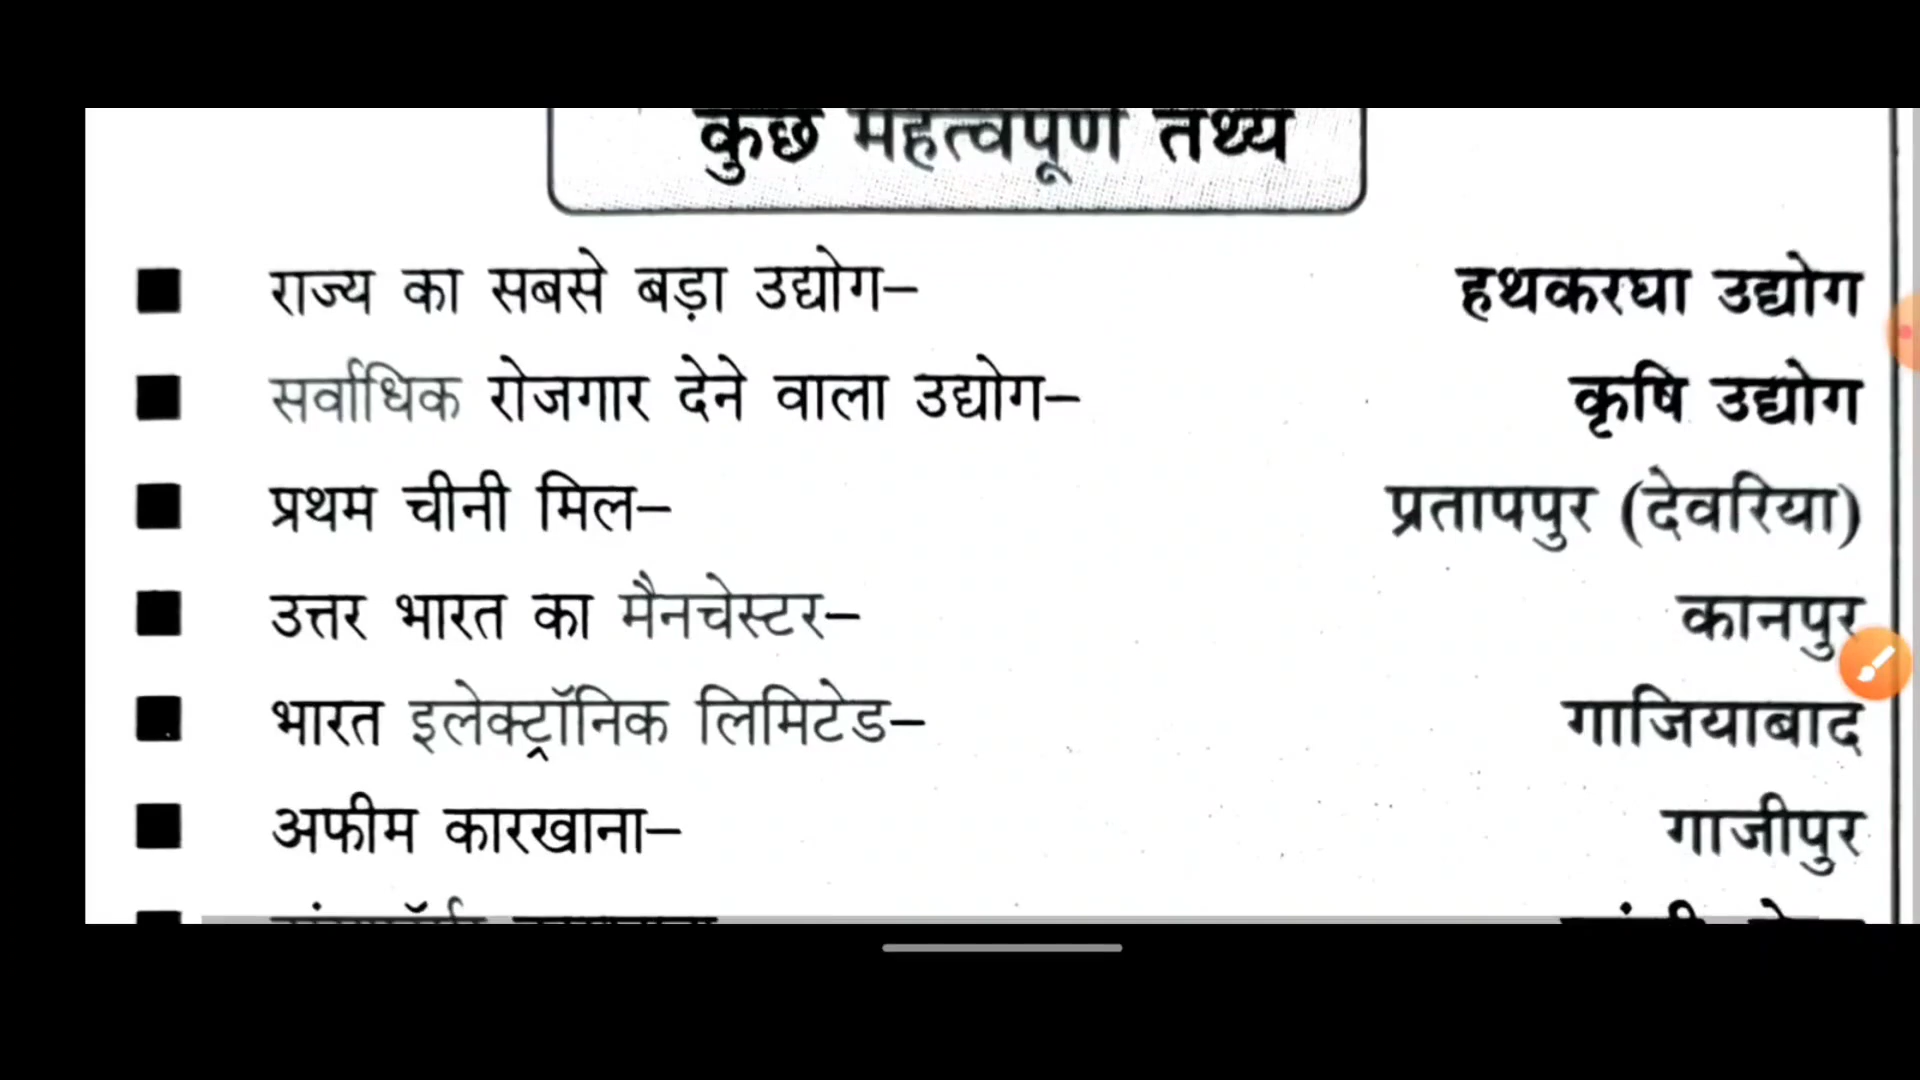 कुछ महत्वपूर्ण तथ्य
■ राज्य का सबसे बड़ा उद्योग– हथकरघा उद्योग
■ सर्वाधिक रोजगार देने वाला उद्योग– कृषि उद्योग
■ प्रथम चीनी मिल– प्रतापपुर (देवरिया)
■ उत्तर भारत का मैनचेस्टर– कानपुर
■ भारत इलेक्ट्रॉनिक लिमिटेड– गाजियाबाद
■ अफीम कारखाना– गाजीपुर